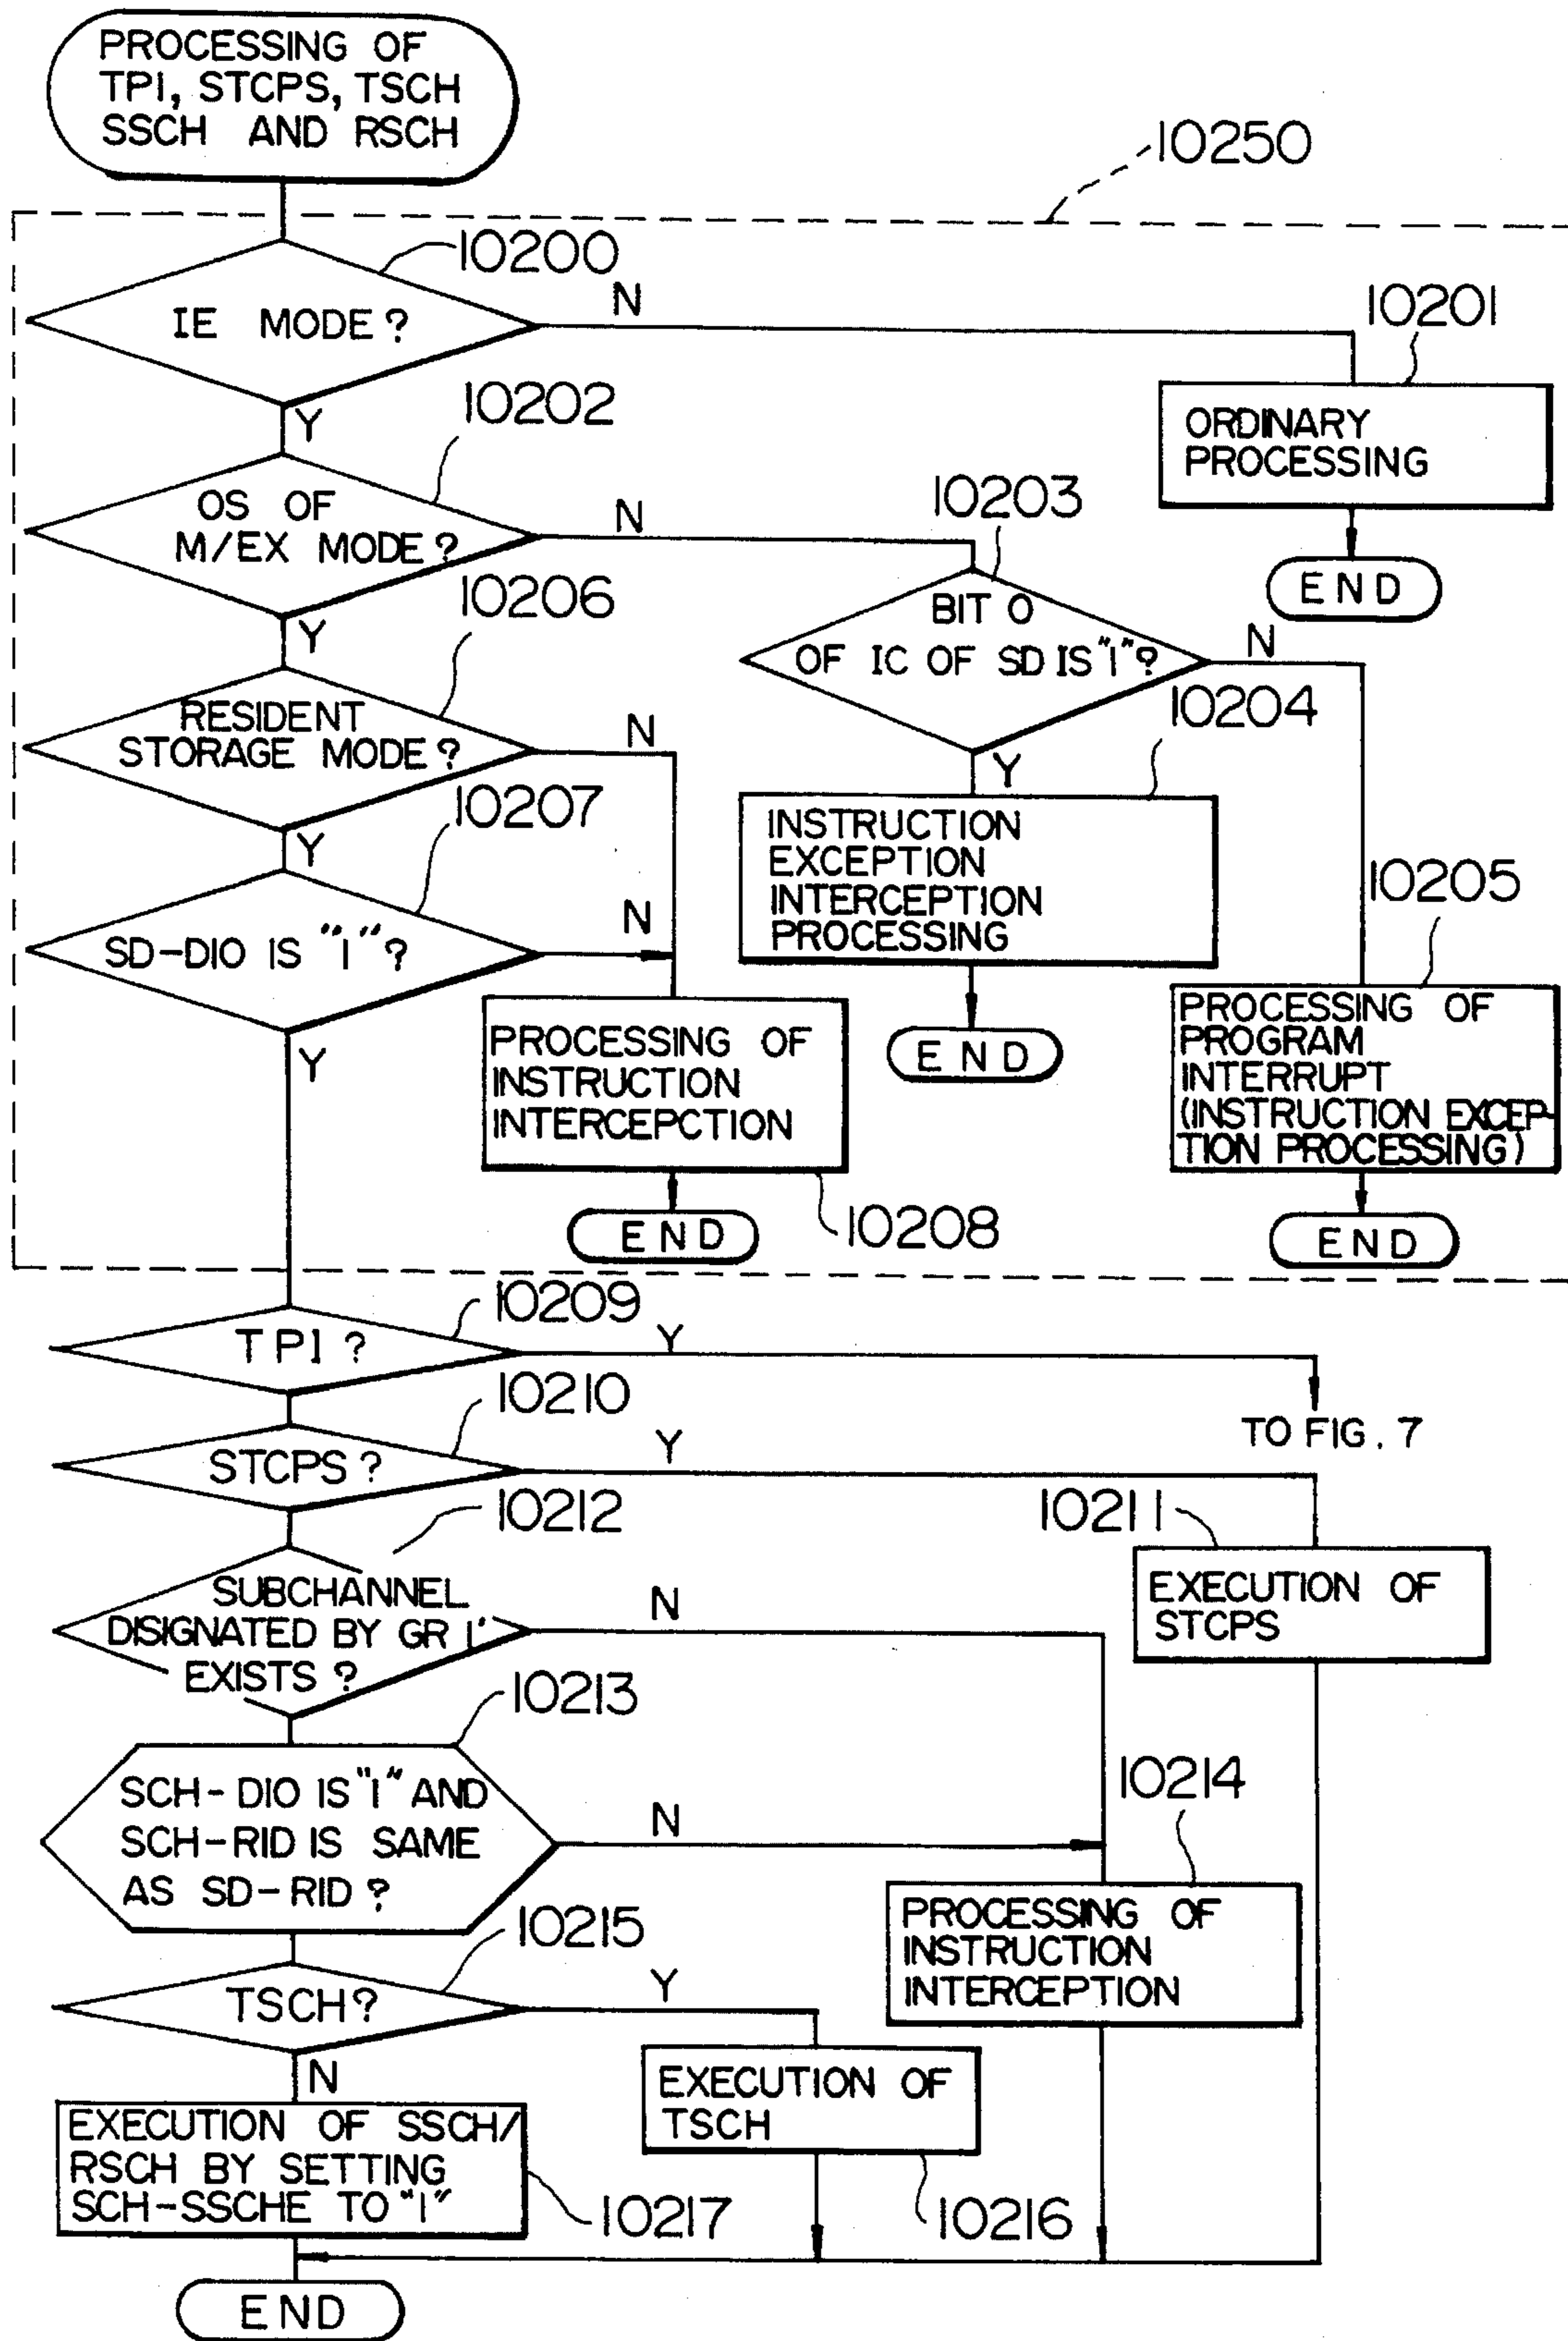 PROCESSING OF
TPI, STCPS, TSCH
SSCH AND RSCH
10250
10200
IE MODE?
N
Y
10201
ORDINARY
PROCESSING
END
10202
OS OF
M/EX MODE?
N
Y
10203
BIT 0
OF IC OF SD IS "1"?
N
Y
10204
INSTRUCTION
EXCEPTION
INTERCEPTION
PROCESSING
END
10205
PROCESSING OF
PROGRAM
INTERRUPT
(INSTRUCTION EXCEP-
TION PROCESSING)
END
10206
RESIDENT
STORAGE MODE?
N
Y
10207
SD-DIO IS "1"?
N
Y
PROCESSING OF
INSTRUCTION
INTERCEPCTION
10208
END
10209
TPI?
Y
TO FIG. 7
10210
STCPS?
Y
10211
EXECUTION OF
STCPS
10212
SUBCHANNEL
DISIGNATED BY GR 1'
EXISTS?
N
10213
SCH-DIO IS "1" AND
SCH-RID IS SAME
AS SD-RID?
N
10214
PROCESSING OF
INSTRUCTION
INTERCEPTION
10215
TSCH?
Y
N
EXECUTION OF
TSCH
10216
EXECUTION OF SSCH/
RSCH BY SETTING
SCH-SSCHE TO "1"
10217
END